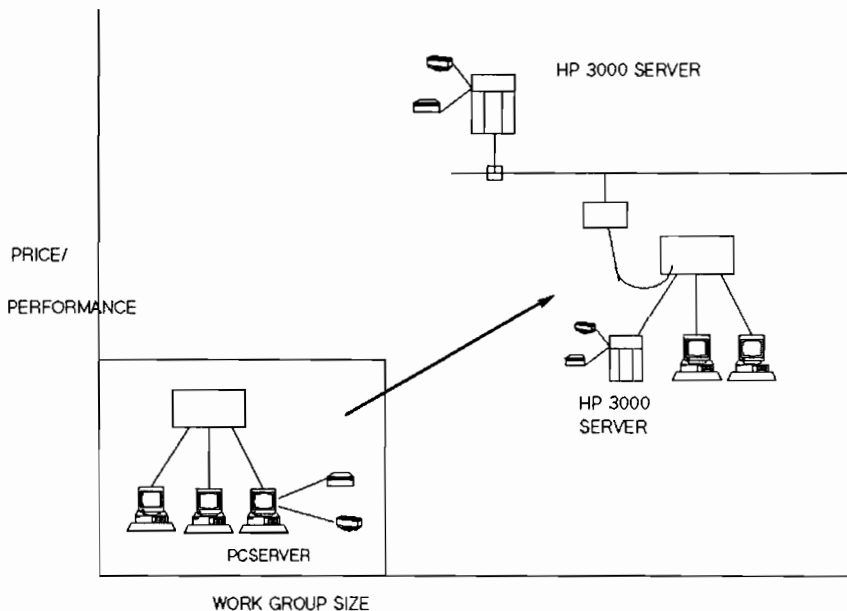 HP 3000 SERVER
PRICE/
PERFORMANCE
HP 3000
SERVER
PCSERVER
WORK GROUP SIZE